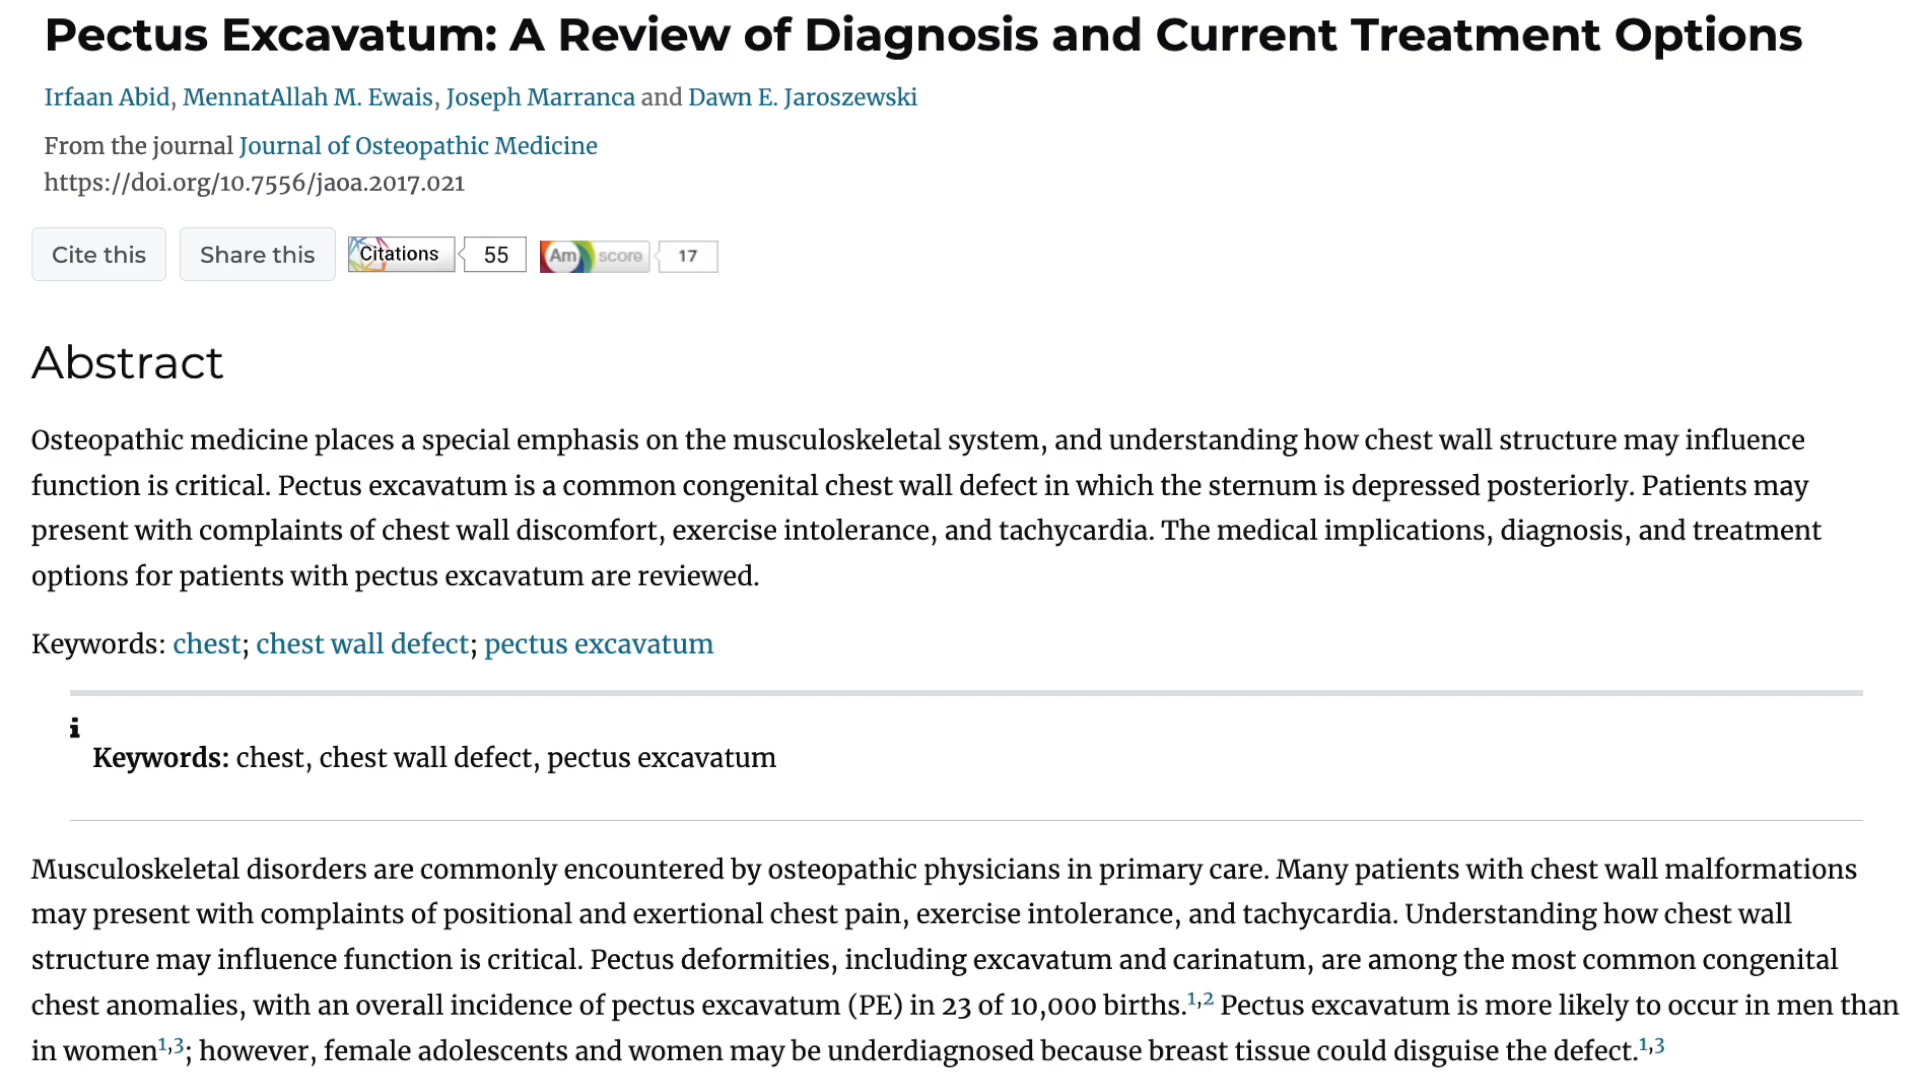 Pectus Excavatum: A Review of Diagnosis and Current Treatment Options
Irfaan Abid, MennatAllah M. Ewais, Joseph Marranca and Dawn E. Jaroszewski
From the journal Journal of Osteopathic Medicine
https://doi.org/10.7556/jaoa.2017.021
Cite this Share this Citations 55 Am score 17
Abstract
Osteopathic medicine places a special emphasis on the musculoskeletal system, and understanding how chest wall structure may influence
function is critical. Pectus excavatum is a common congenital chest wall defect in which the sternum is depressed posteriorly. Patients may
present with complaints of chest wall discomfort, exercise intolerance, and tachycardia. The medical implications, diagnosis, and treatment
options for patients with pectus excavatum are reviewed.
Keywords: chest; chest wall defect; pectus excavatum
i
Keywords: chest, chest wall defect, pectus excavatum
Musculoskeletal disorders are commonly encountered by osteopathic physicians in primary care. Many patients with chest wall malformations
may present with complaints of positional and exertional chest pain, exercise intolerance, and tachycardia. Understanding how chest wall
structure may influence function is critical. Pectus deformities, including excavatum and carinatum, are among the most common congenital
chest anomalies, with an overall incidence of pectus excavatum (PE) in 23 of 10,000 births.1,2 Pectus excavatum is more likely to occur in men than
in women1,3; however, female adolescents and women may be underdiagnosed because breast tissue could disguise the defect.1,3